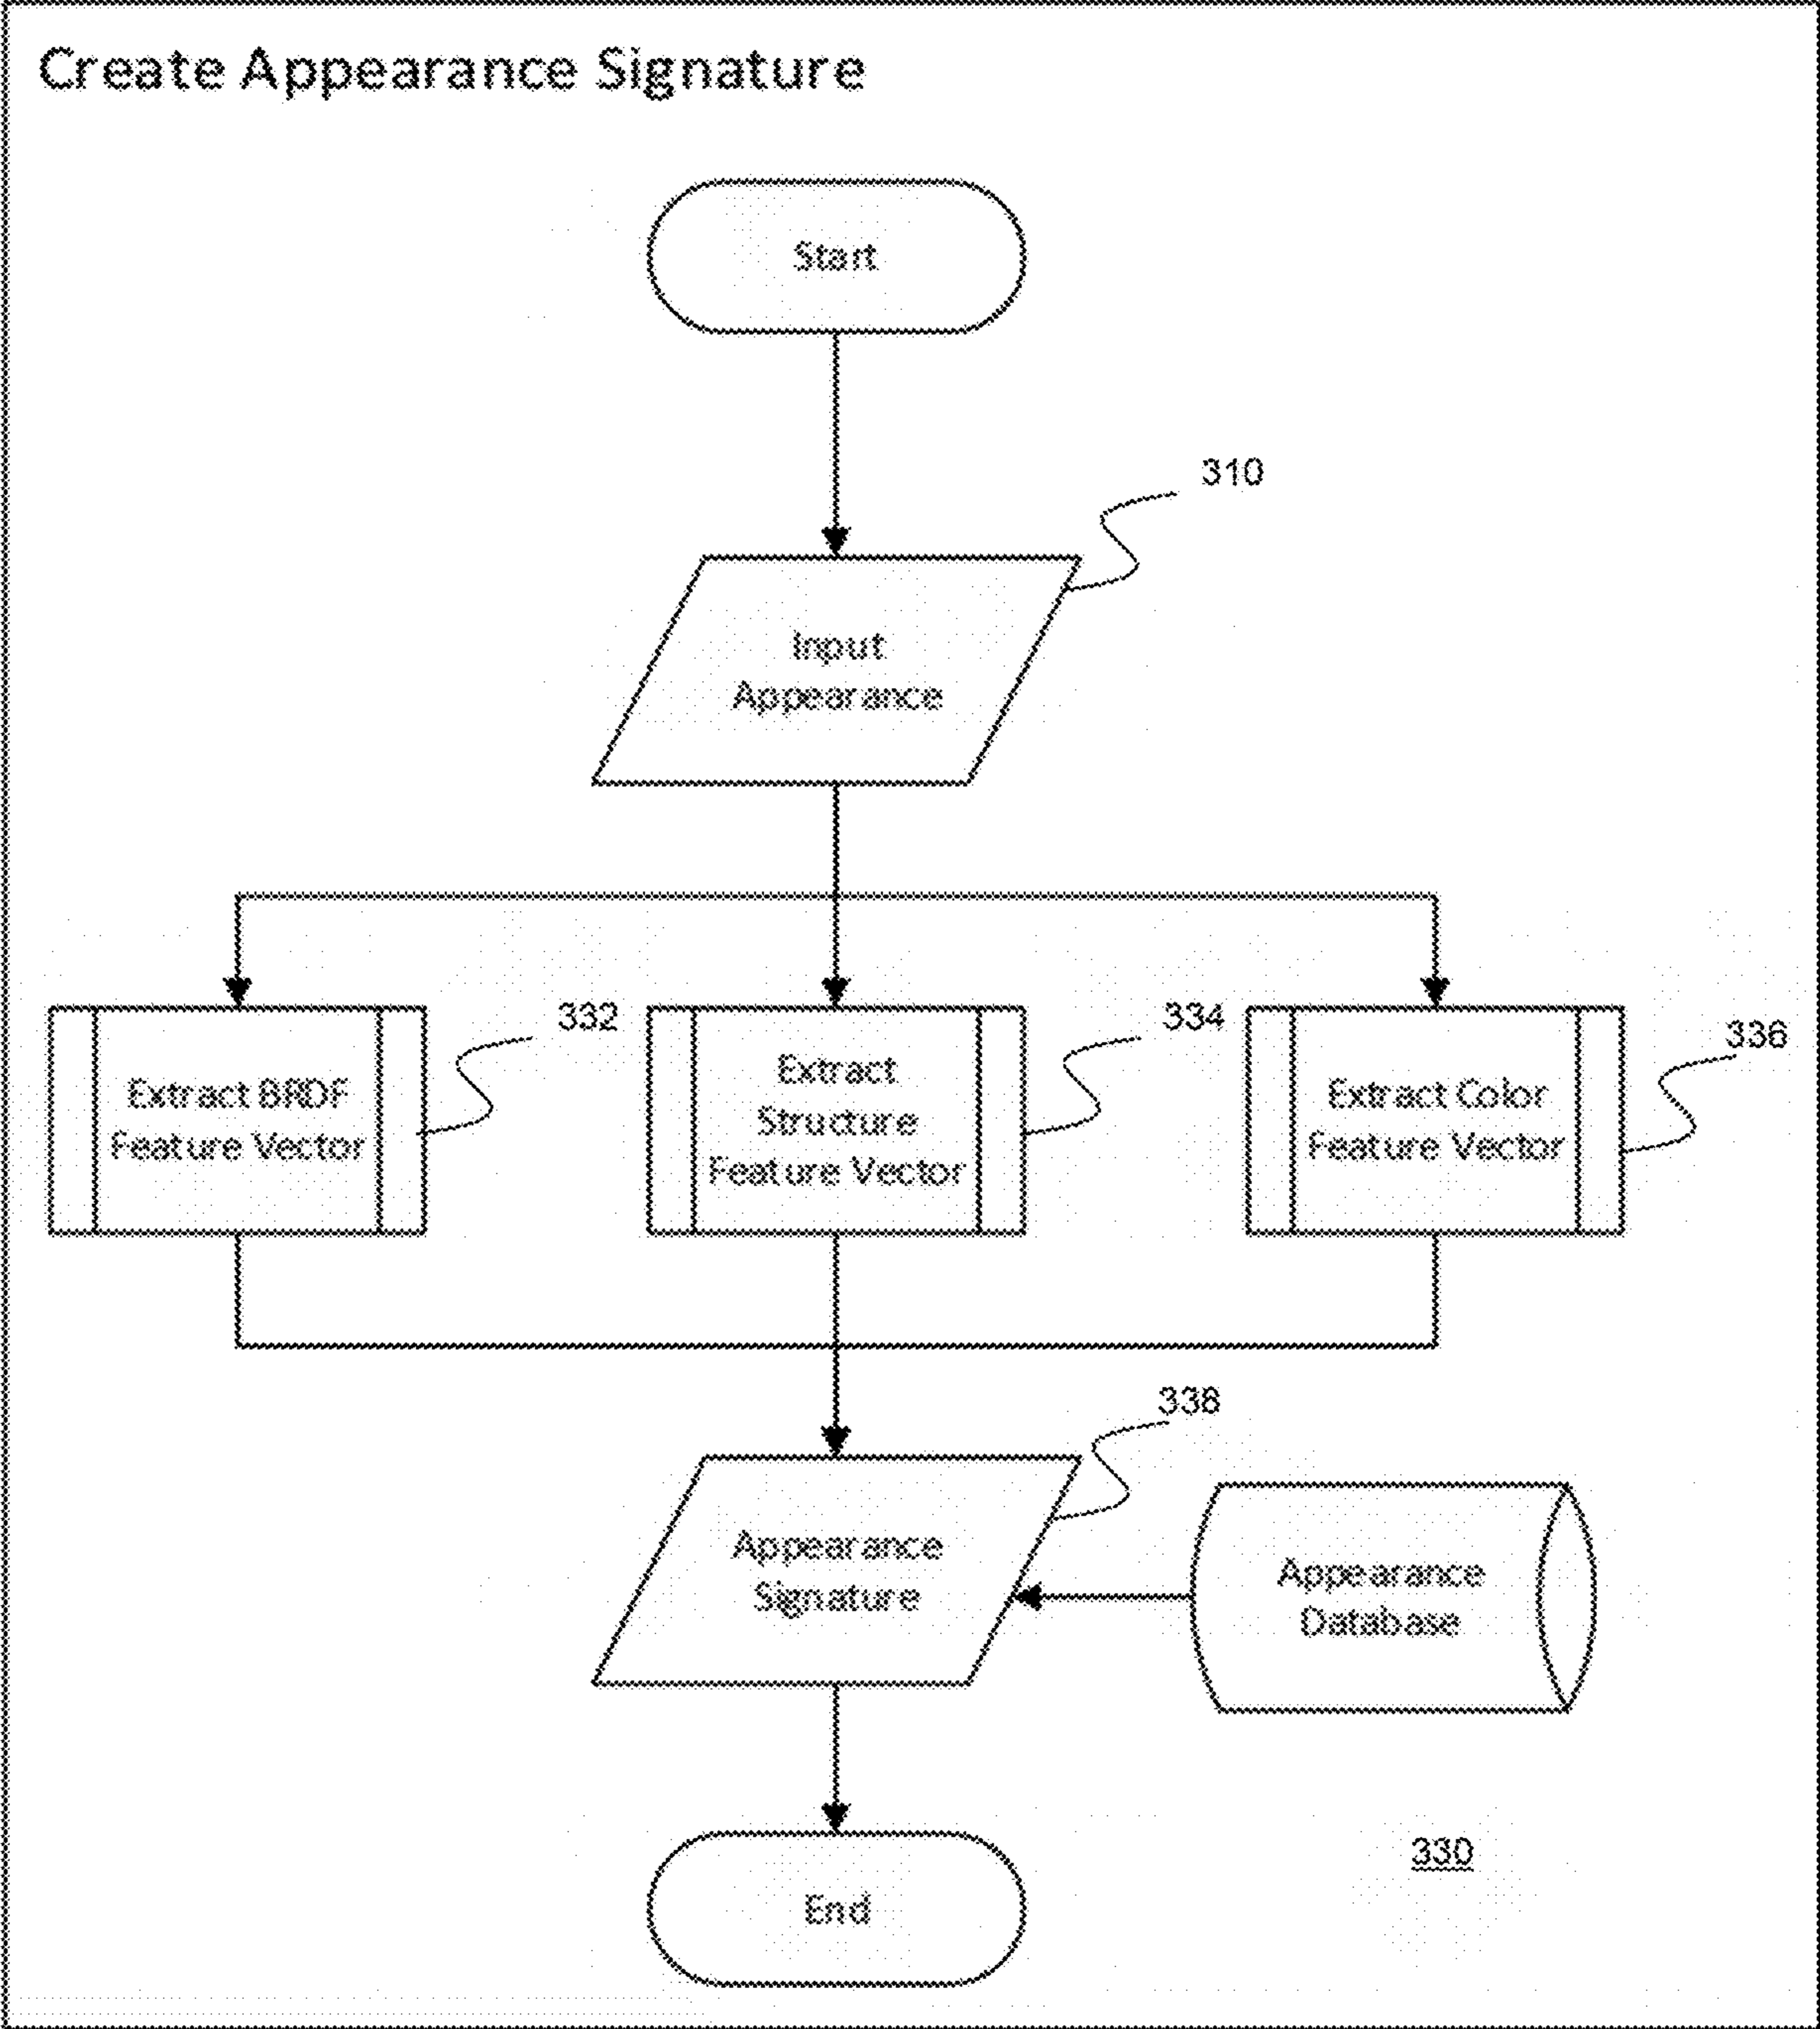 Create Appearance Signature
Start
310
Input
Appearance
332
334
336
Extract BRDF
Feature Vector
Extract
Structure
Feature Vector
Extract Color
Feature Vector
338
Appearance
Signature
Appearance
Database
330
End